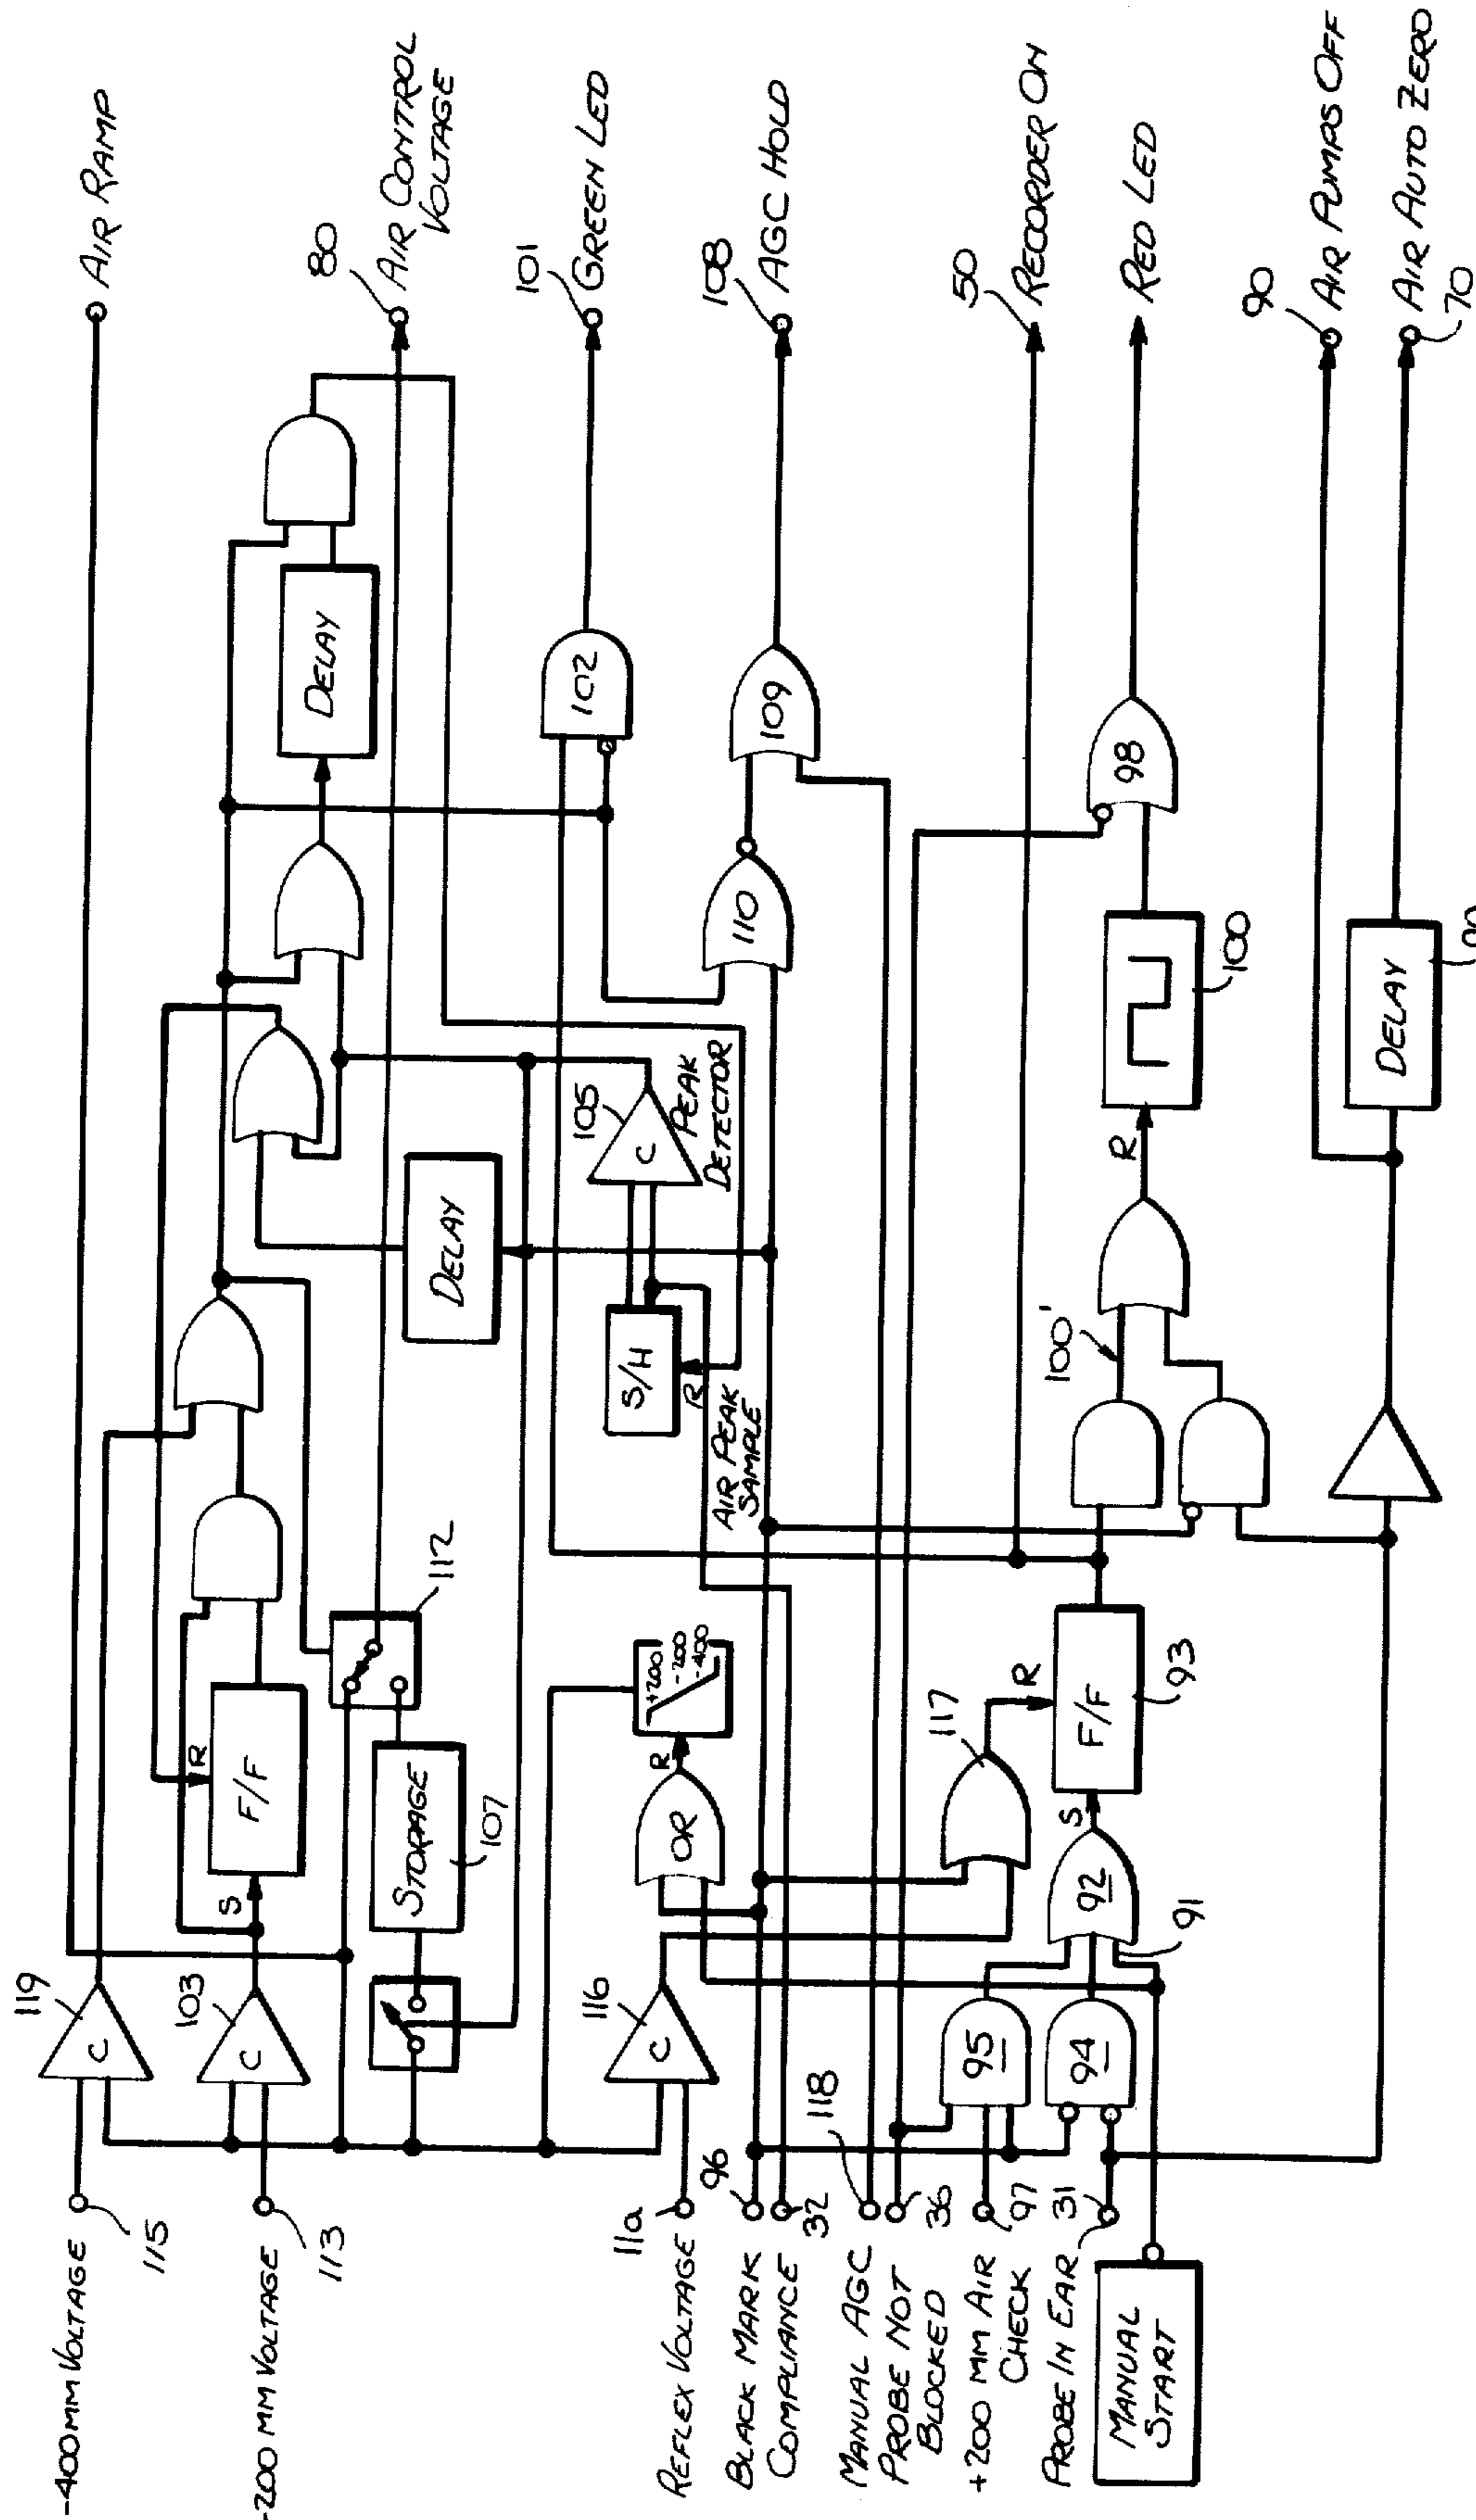 -400MM VOLTAGE
115
-200 MM VOLTAGE
113
REFLEX VOLTAGE
11a
BLACK MARK
96
COMPLIANCE
32
MANUAL AGC
118
PROBE NOT
BLOCKED
36
+200 MM AIR
CHECK
97
PROBE IN EAR
31
MANUAL
START
119
C
103
C
S
R
F/F
STORAGE
107
112
116
C
OR
R
+200
-200
-400
95
94
91
92
S
117
R
F/F
93
S/H
R
AIR PEAK
SAMPLE
DELAY
105
C
PEAK
DETECTOR
DELAY
102
110
109
100'
R
100
98
DELAY
AIR RAMP
80
AIR CONTROL
VOLTAGE
101
GREEN LED
108
AGC HOLD
50
RECORDER ON
RED LED
90
AIR PUMPS OFF
AIR AUTO ZERO
70